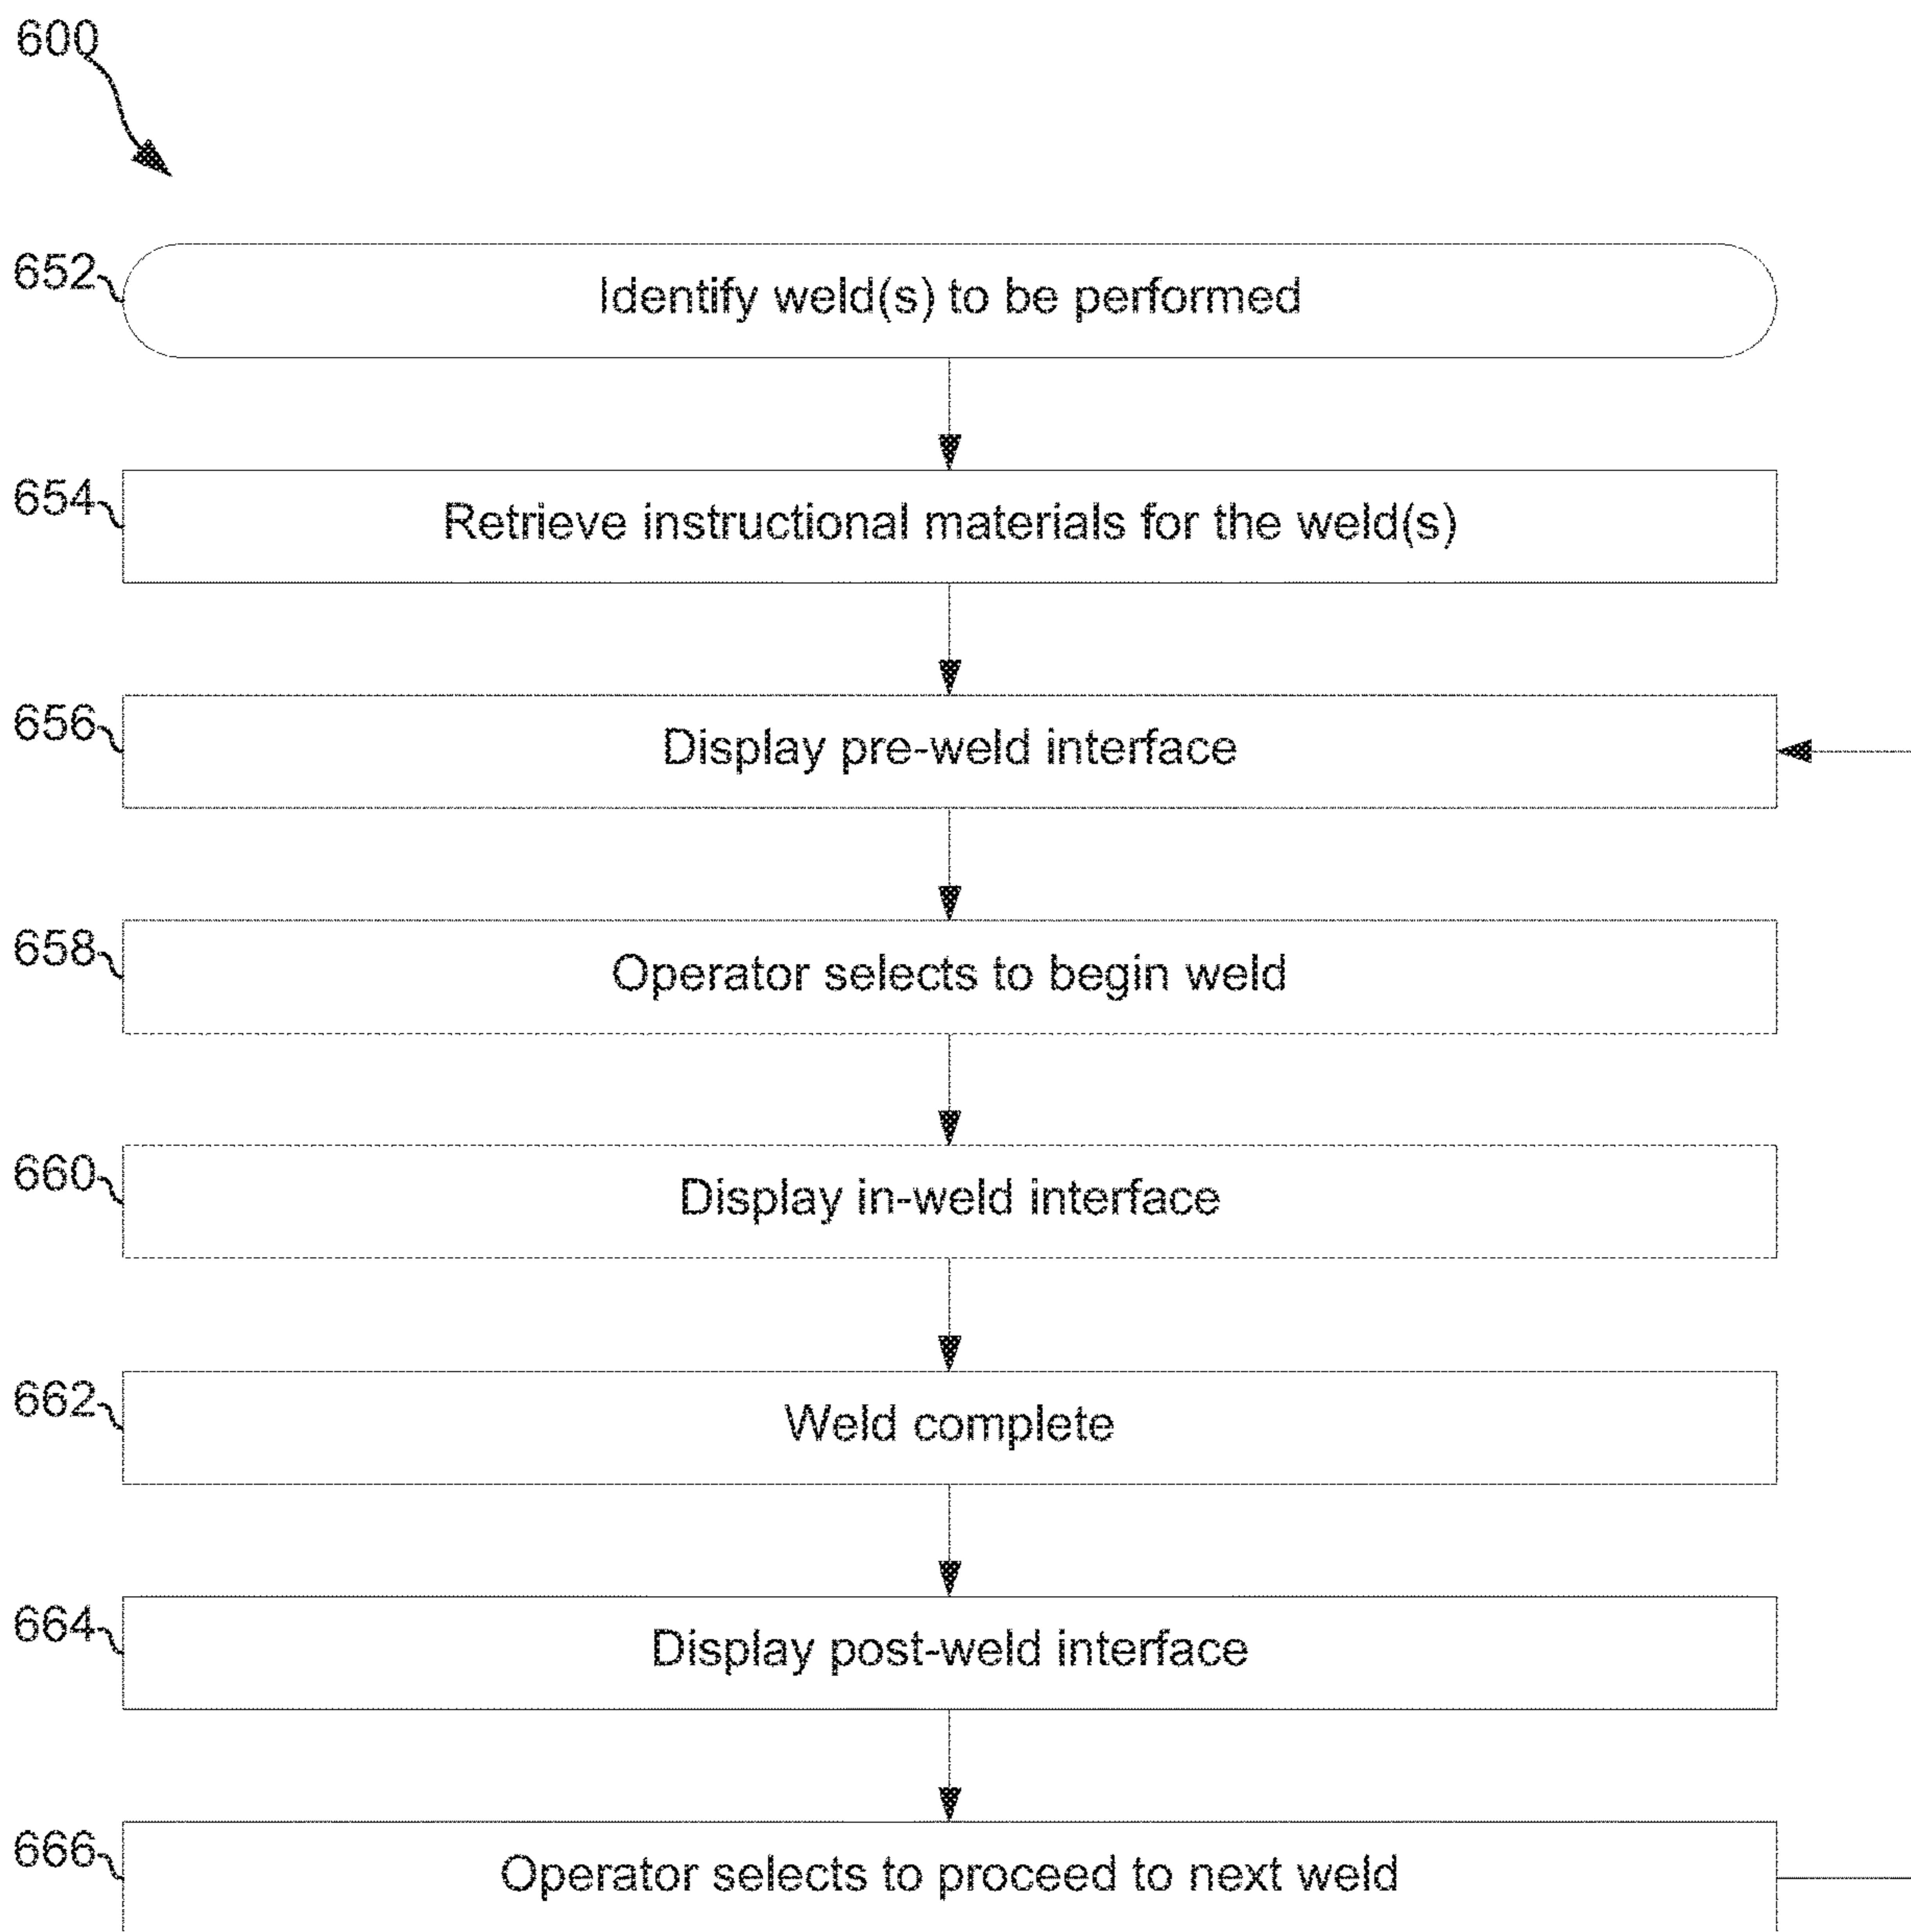 600
652 Identify weld(s) to be performed
654 Retrieve instructional materials for the weld(s)
656 Display pre-weld interface
658 Operator selects to begin weld
660 Display in-weld interface
662 Weld complete
664 Display post-weld interface
666 Operator selects to proceed to next weld